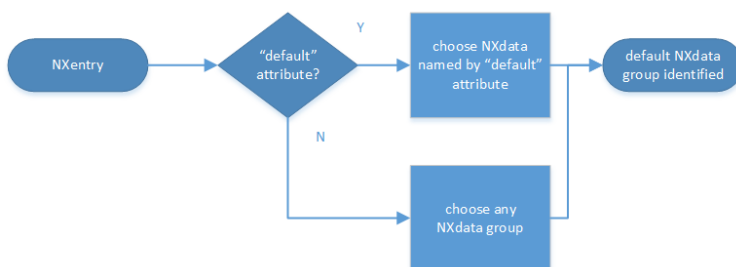 NXentry
“default”
attribute?
Y
choose NXdata
named by “default”
attribute
default NXdata
group identified
N
choose any
NXdata group